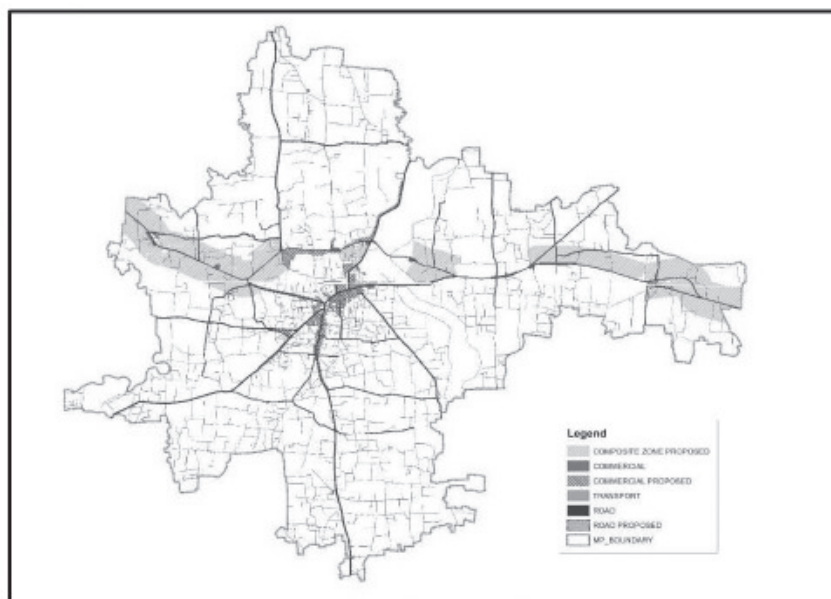 Legend
COMPOSITE ZONE PROPOSED
COMMERCIAL
COMMERCIAL PROPOSED
TRANSPORT
ROAD
ROAD PROPOSED
MP_BOUNDARY